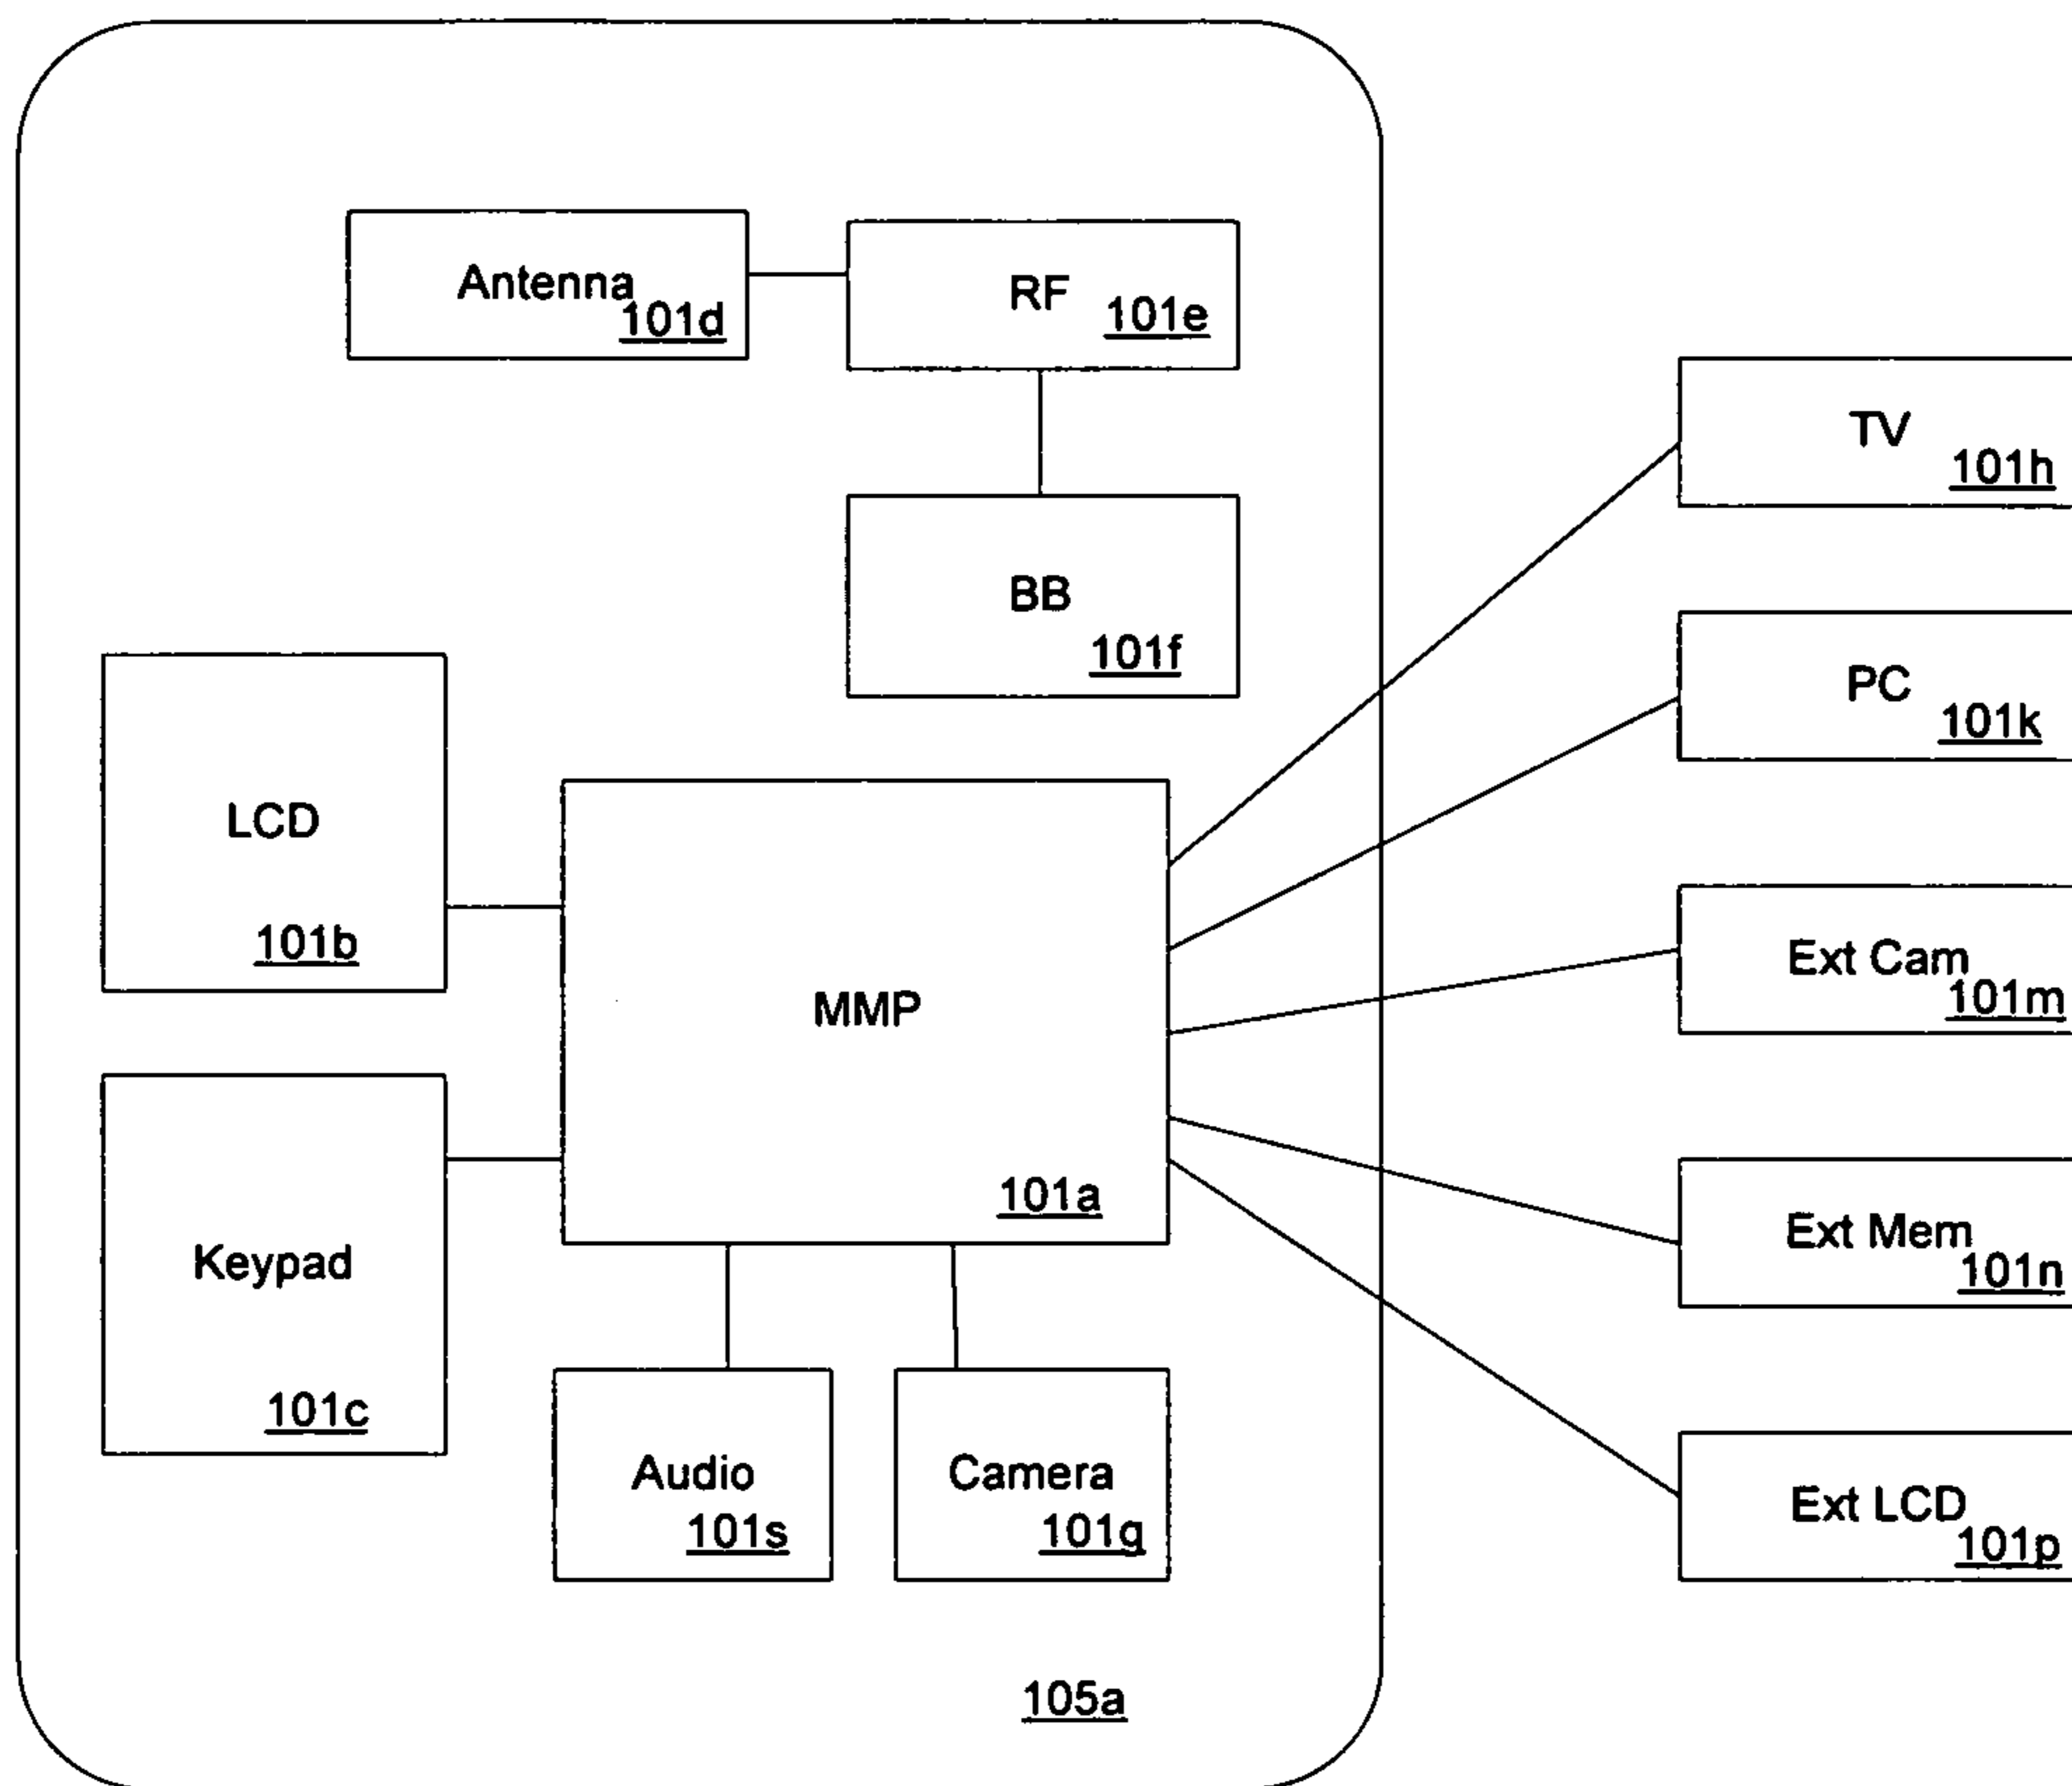 Antenna
101d
RF
101e
TV
101h
BB
101f
PC
101k
LCD
101b
MMP
101a
Ext Cam
101m
Keypad
101c
Ext Mem
101n
Audio
101s
Camera
101g
Ext LCD
101p
105a